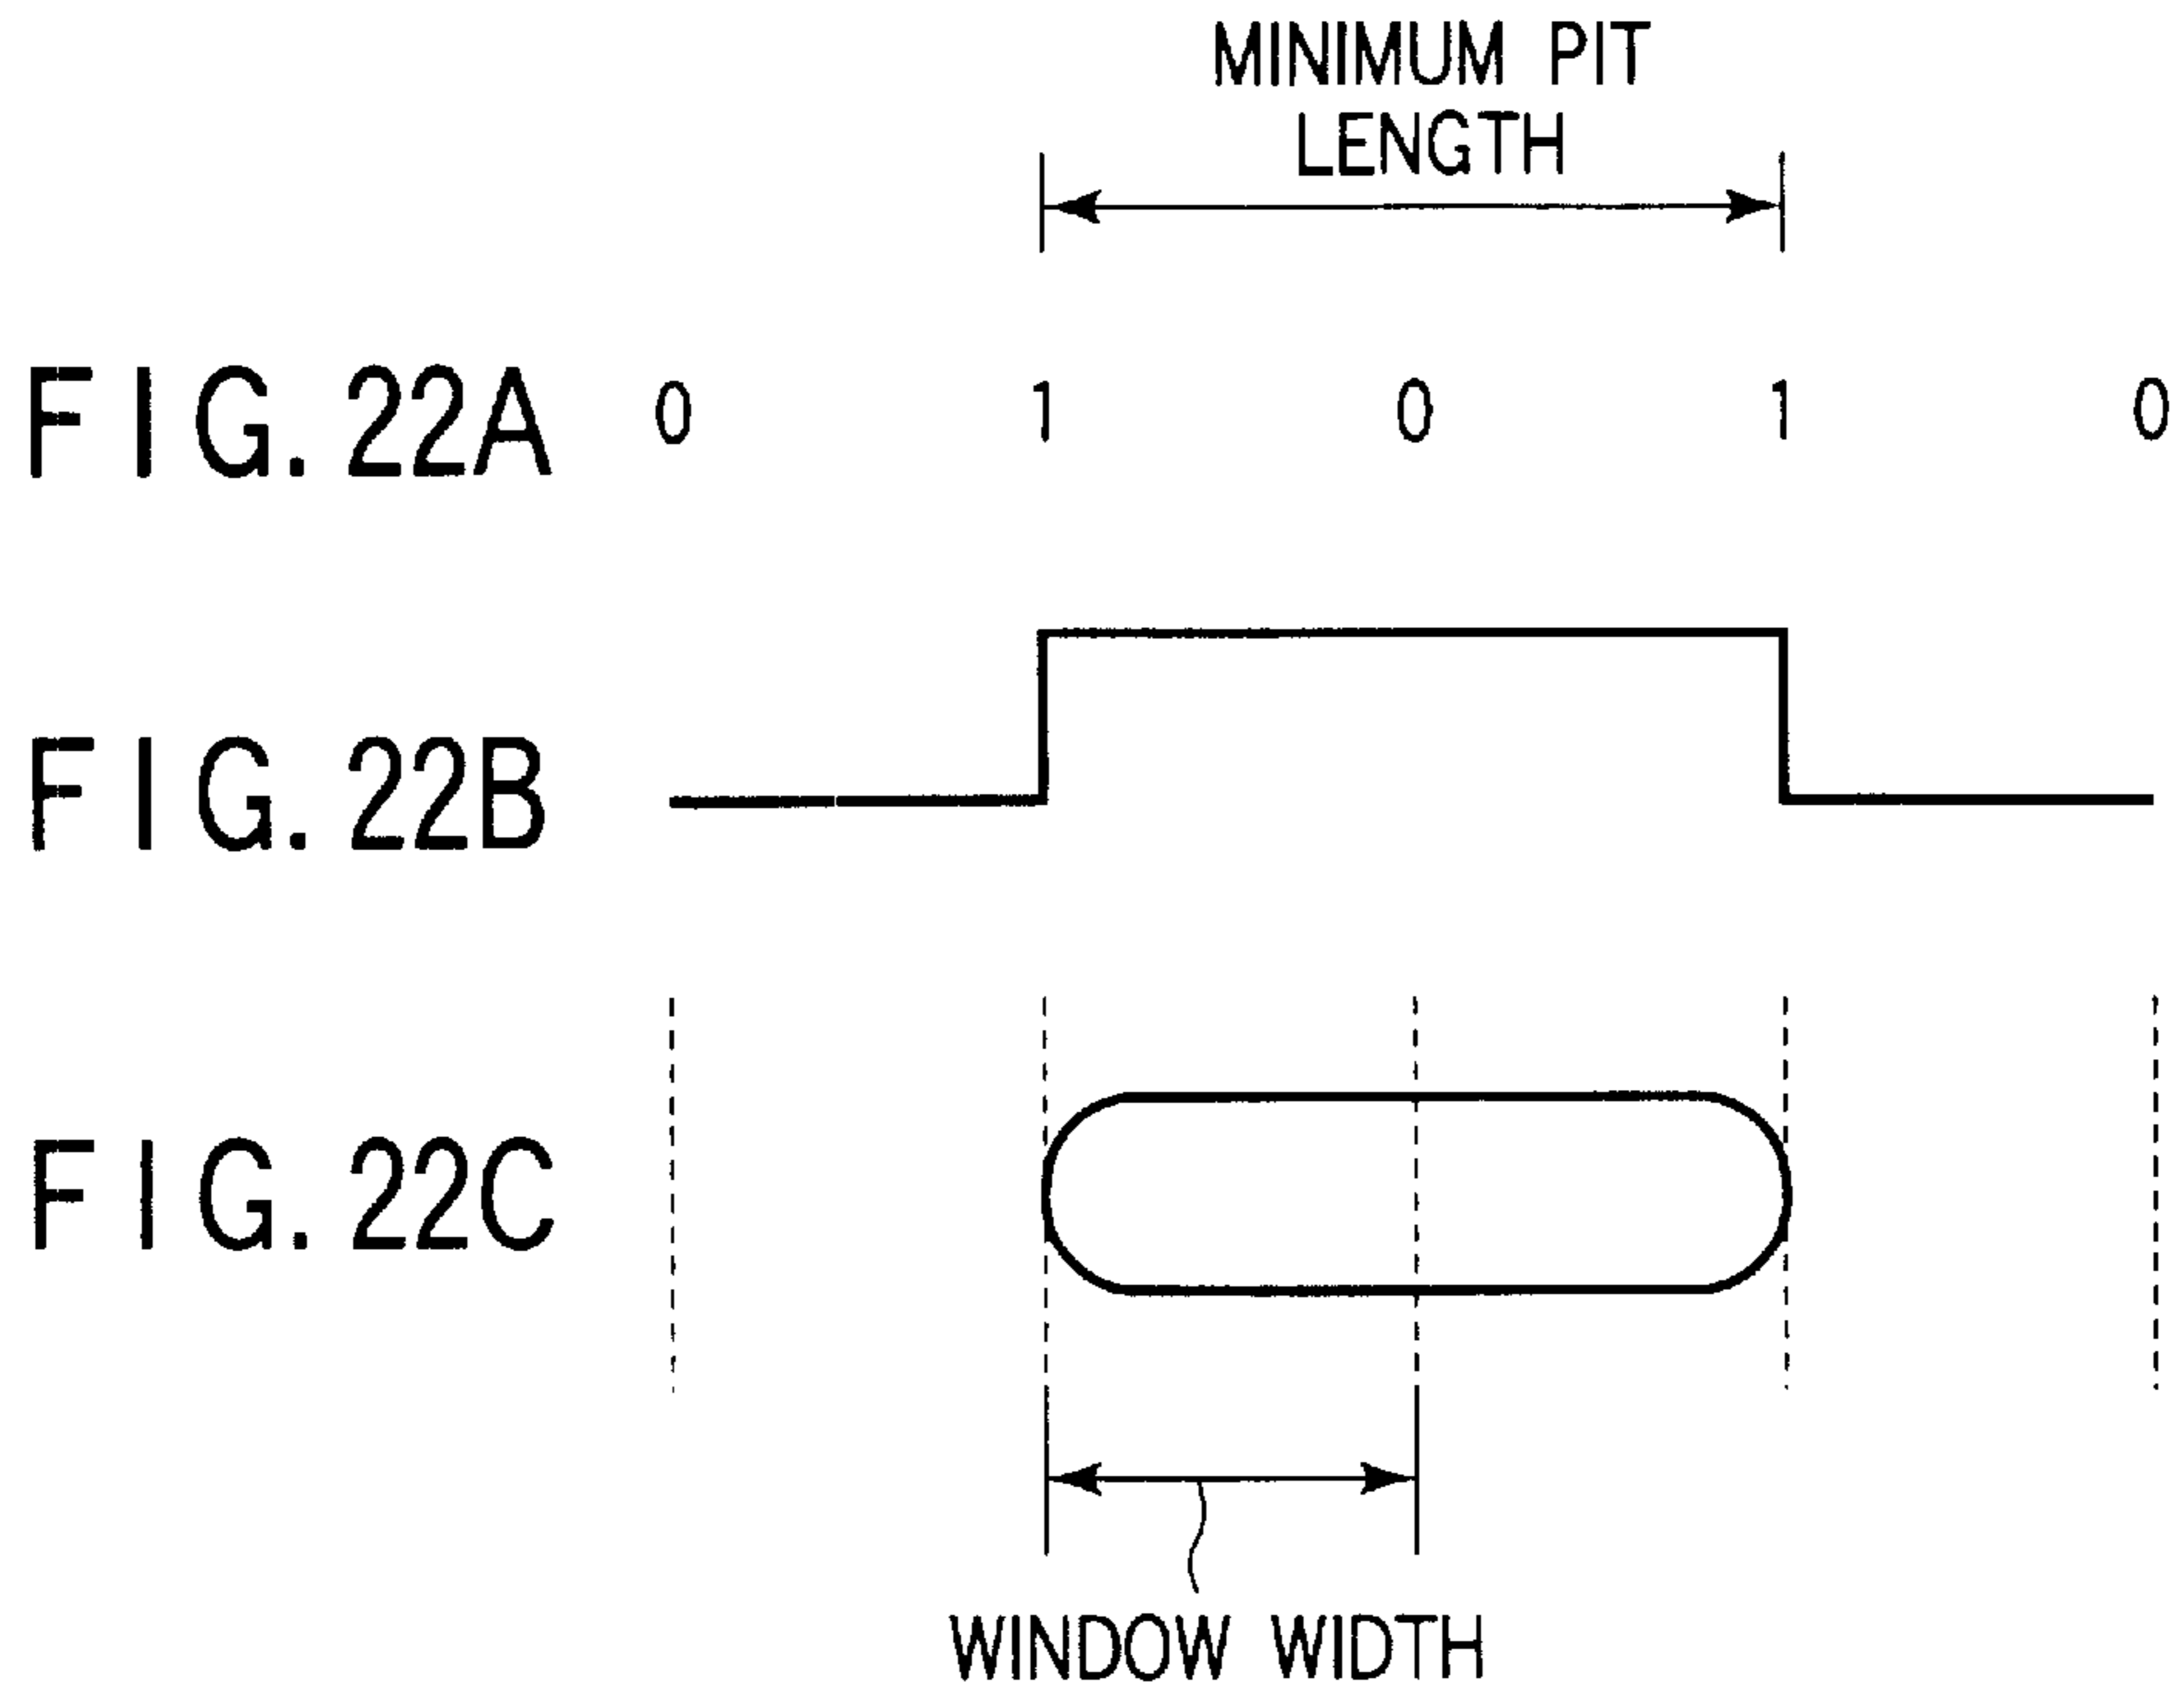 MINIMUM PIT
LENGTH
FIG. 22A 0 1 0 1 0
FIG. 22B
FIG. 22C
WINDOW WIDTH